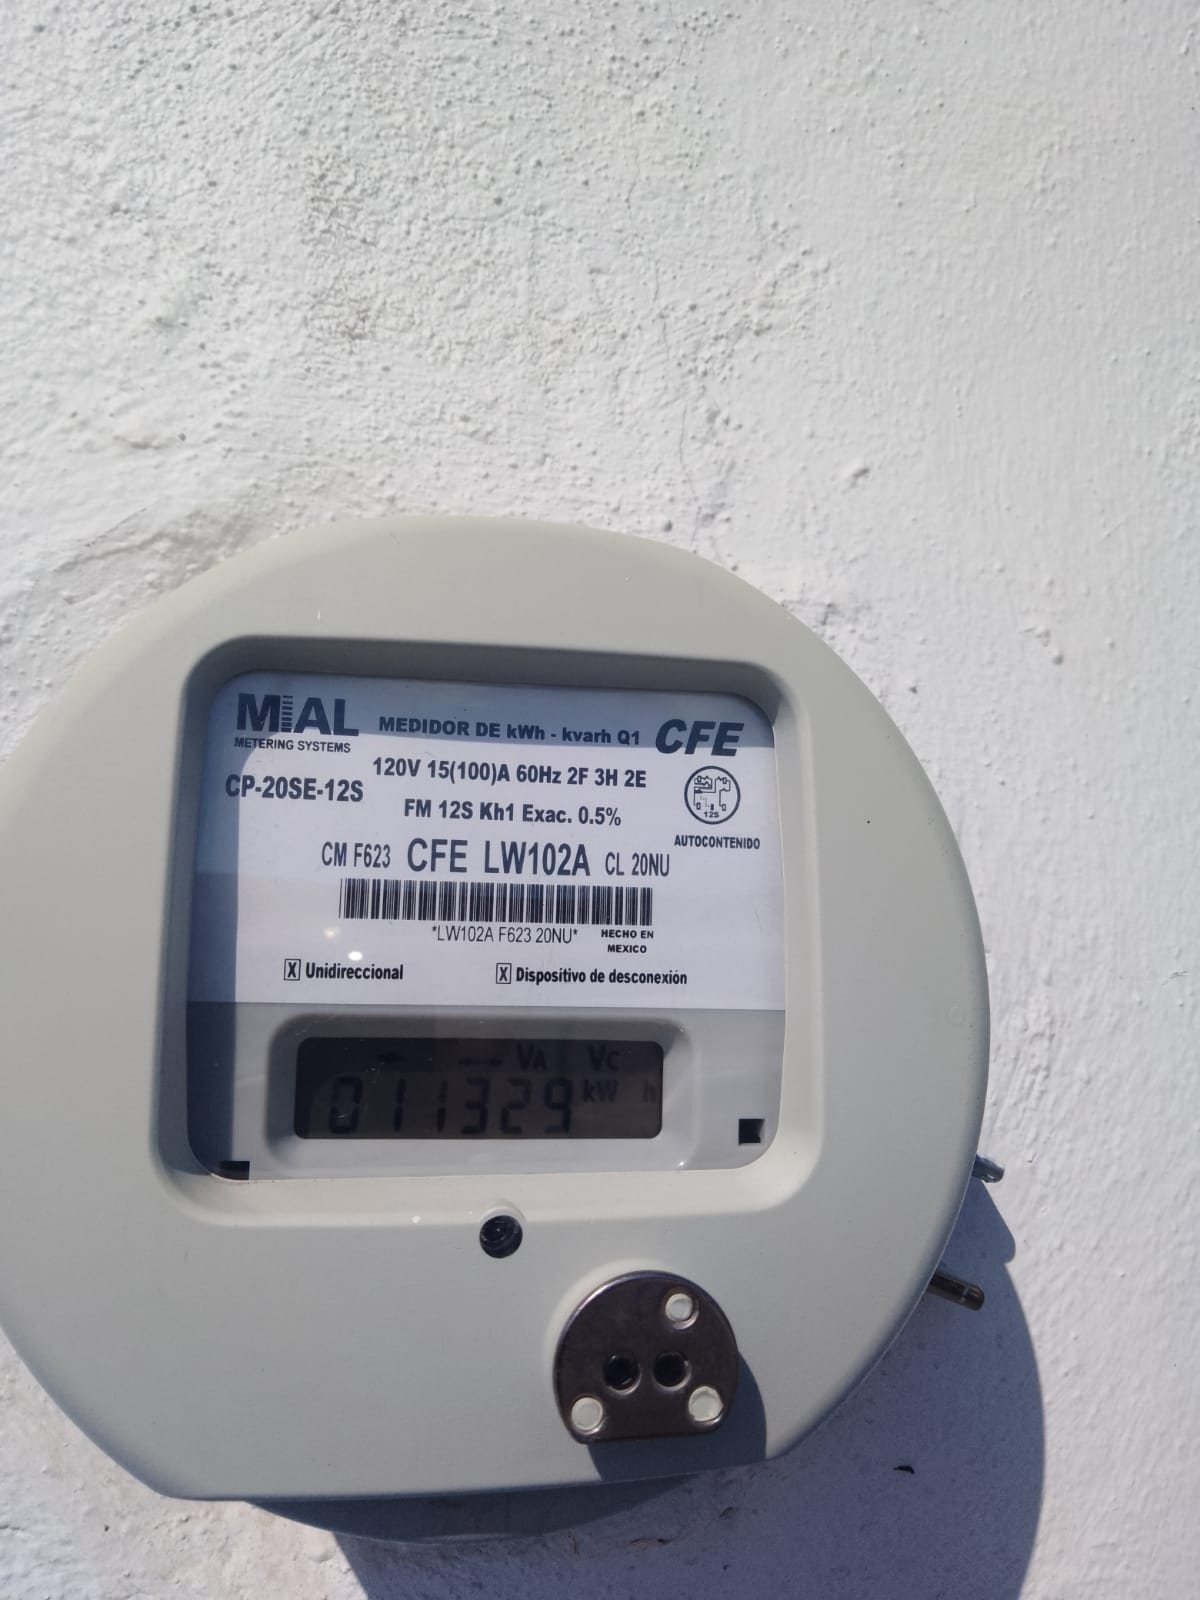 MIAL
METERING SYSTEMS
MEDIDOR DE kWh - kvarh Q1
CFE
120V 15(100)A 60Hz 2F 3H 2E
CP-20SE-12S
FM 12S Kh1 Exac. 0.5%
12S
AUTOCONTENIDO
CM F623 CFE LW102A CL 20NU
*LW102A F623 20NU*
HECHO EN
MEXICO
X Unidireccional
X Dispositivo de desconexión
VA VC
011329 kW h